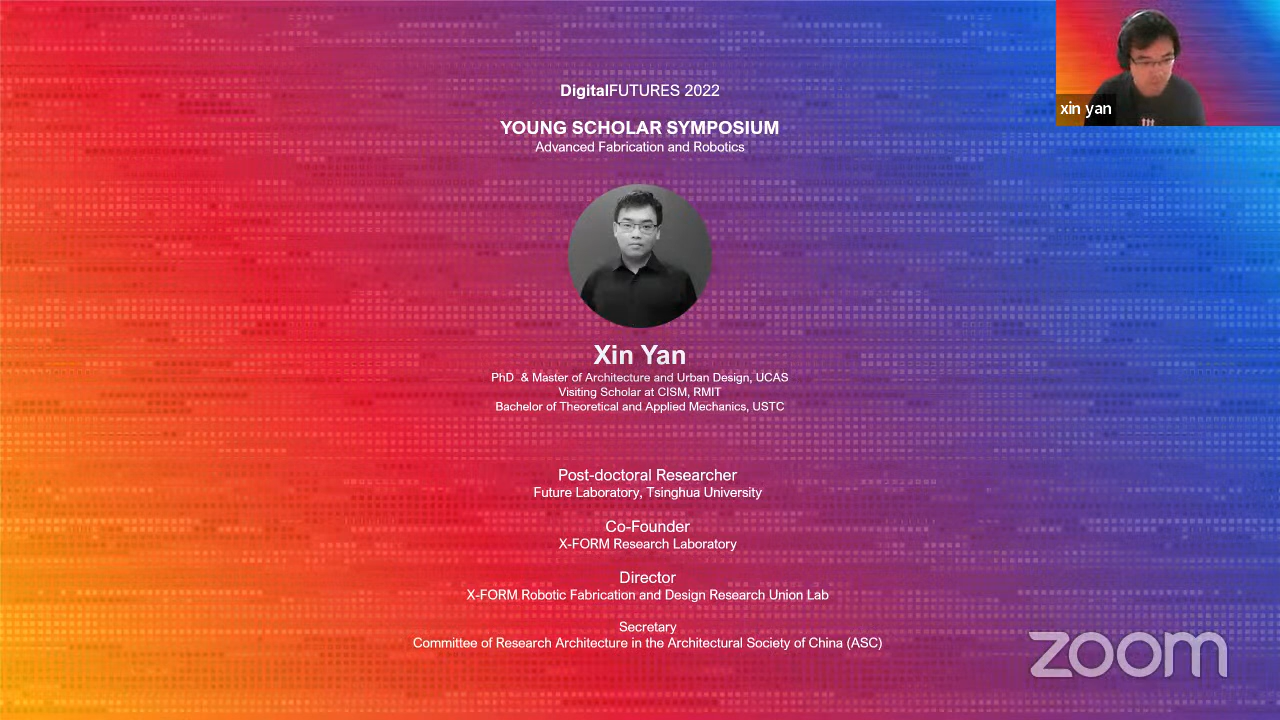 DigitalFUTURES 2022
YOUNG SCHOLAR SYMPOSIUM
Advanced Fabrication and Robotics
xin yan
Xin Yan
PhD & Master of Architecture and Urban Design, UCAS
Visiting Scholar at CISM, RMIT
Bachelor of Theoretical and Applied Mechanics, USTC
Post-doctoral Researcher
Future Laboratory, Tsinghua University
Co-Founder
X-FORM Research Laboratory
Director
X-FORM Robotic Fabrication and Design Research Union Lab
Secretary
Committee of Research Architecture in the Architectural Society of China (ASC)
zoom